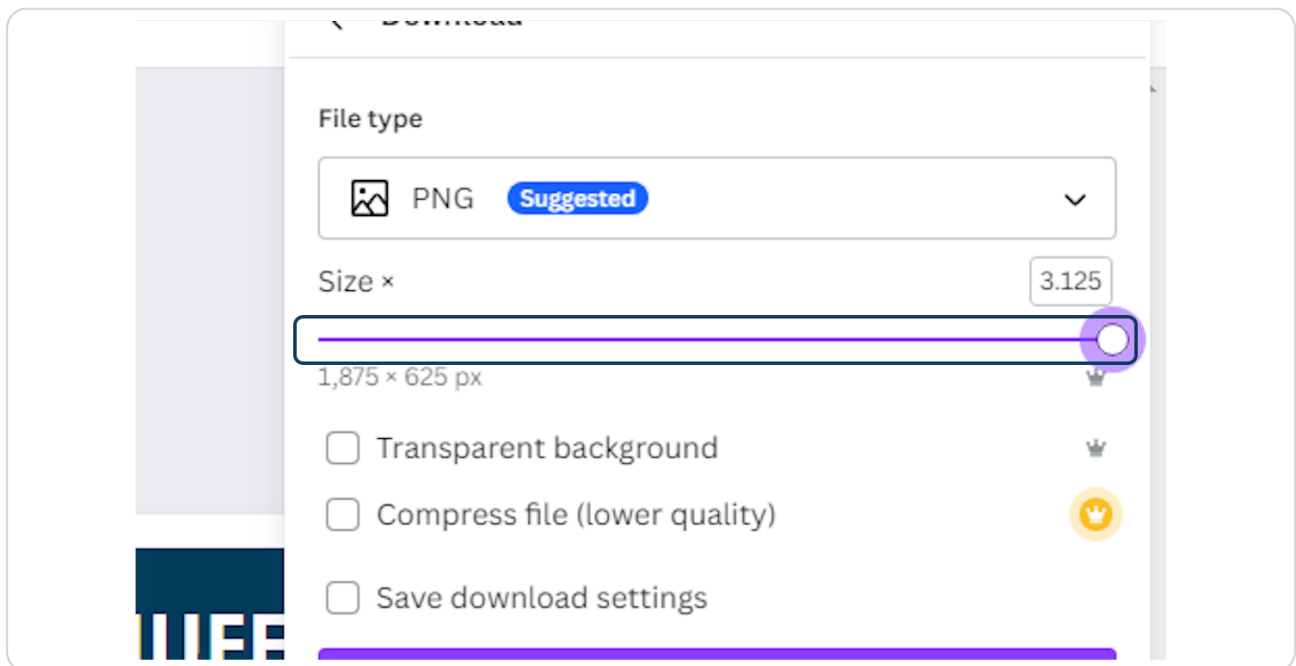 Download
File type
PNG Suggested
Size × 3.125
1,875 × 625 px
Transparent background
Compress file (lower quality)
Save download settings